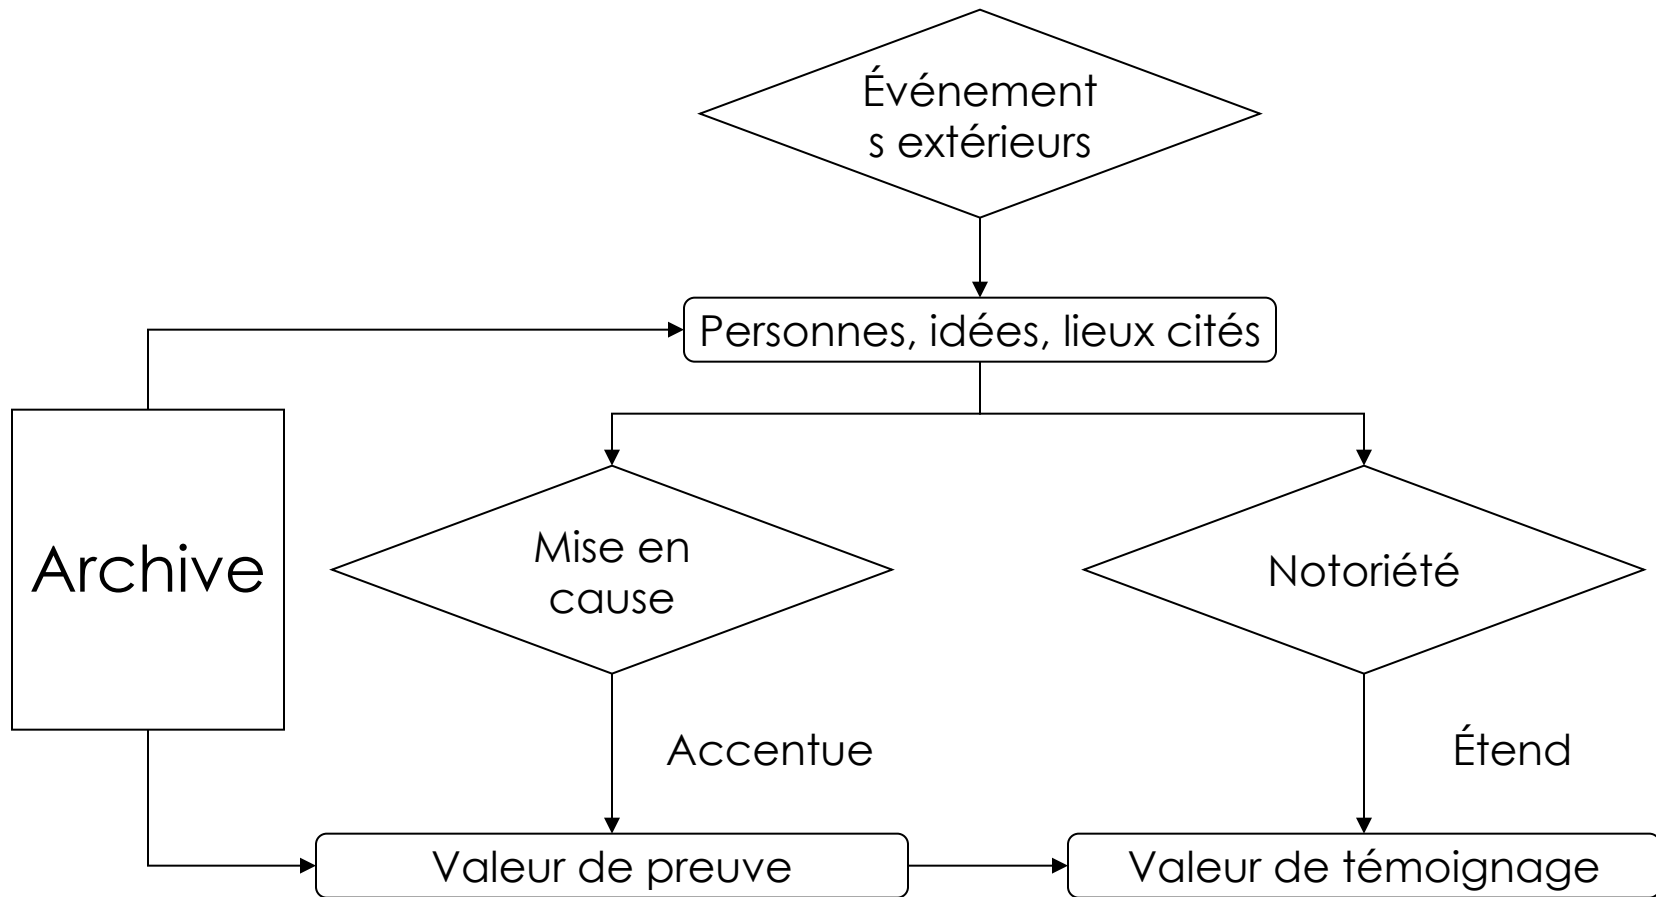 Événement
s extérieurs
Personnes, idées, lieux cités
Archive
Mise en
cause
Notoriété
Accentue
Étend
Valeur de preuve
Valeur de témoignage